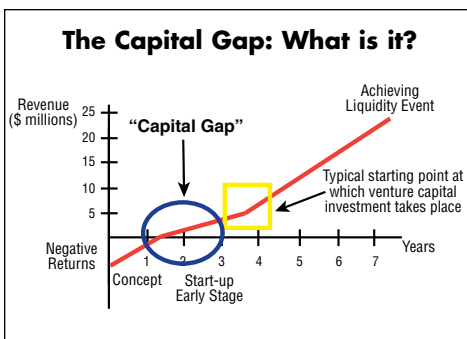 The Capital Gap: What is it?
Revenue
($ millions)
25
20
15
10
5
"Capital Gap"
Achieving
Liquidity Event
Typical starting point at
which venture capital
investment takes place
Negative
Returns
1 2 3 4 5 6 7
Years
Concept
Start-up
Early Stage